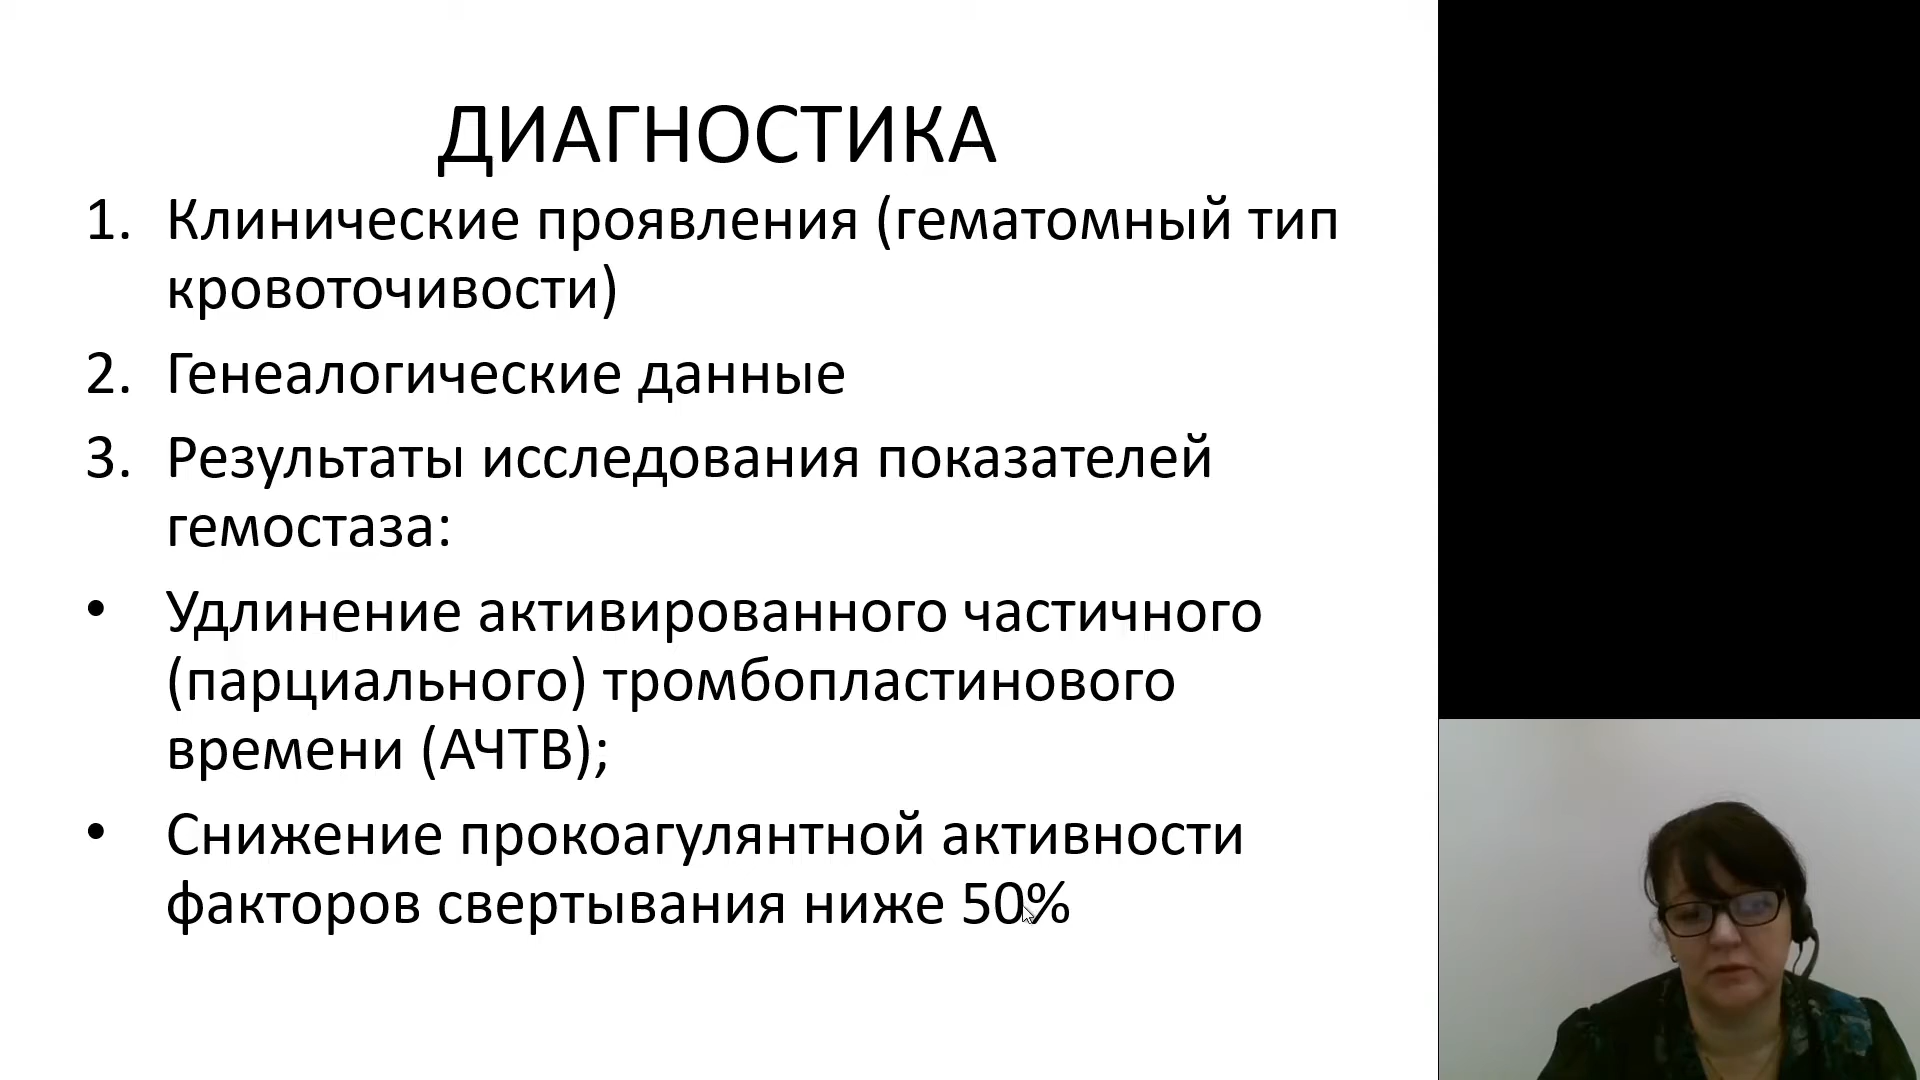 ДИАГНОСТИКА
1. Клинические проявления (гематомный тип
кровоточивости)
2. Генеалогические данные
3. Результаты исследования показателей
гемостаза:
• Удлинение активированного частичного
(парциального) тромбопластинового
времени (АЧТВ);
• Снижение прокоагулянтной активности
факторов свертывания ниже 50%